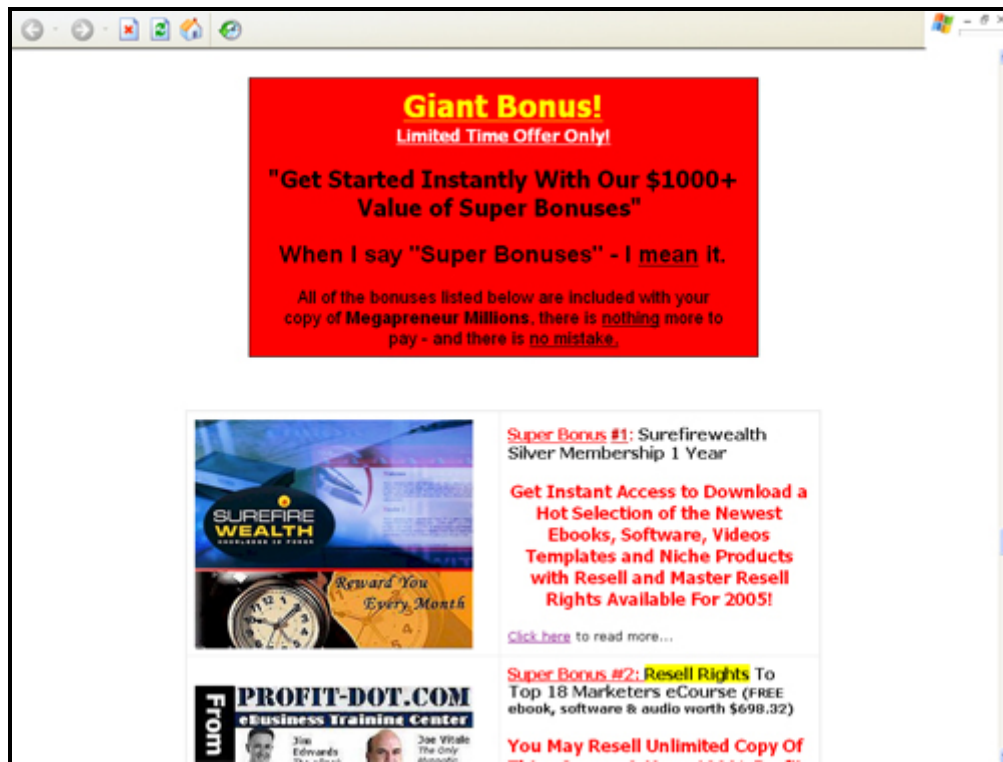 Giant Bonus!
Limited Time Offer Only!
"Get Started Instantly With Our $1000+
Value of Super Bonuses"
When I say "Super Bonuses" - I mean it.
All of the bonuses listed below are included with your
copy of Megapreneur Millions, there is nothing more to
pay - and there is no mistake.
SUREFIRE
WEALTH
KNOWLEDGE IS POWER
Reward You
Every Month
Super Bonus #1: Surefirewealth
Silver Membership 1 Year
Get Instant Access to Download a
Hot Selection of the Newest
Ebooks, Software, Videos
Templates and Niche Products
with Resell and Master Resell
Rights Available For 2005!
Click here to read more...
From
PROFIT-DOT.COM
eBusiness Training Center
Jim
Edwards
Joe Vitale
The Only
Super Bonus #2: Resell Rights To
Top 18 Marketers eCourse (FREE
ebook, software & audio worth $698.32)
You May Resell Unlimited Copy Of